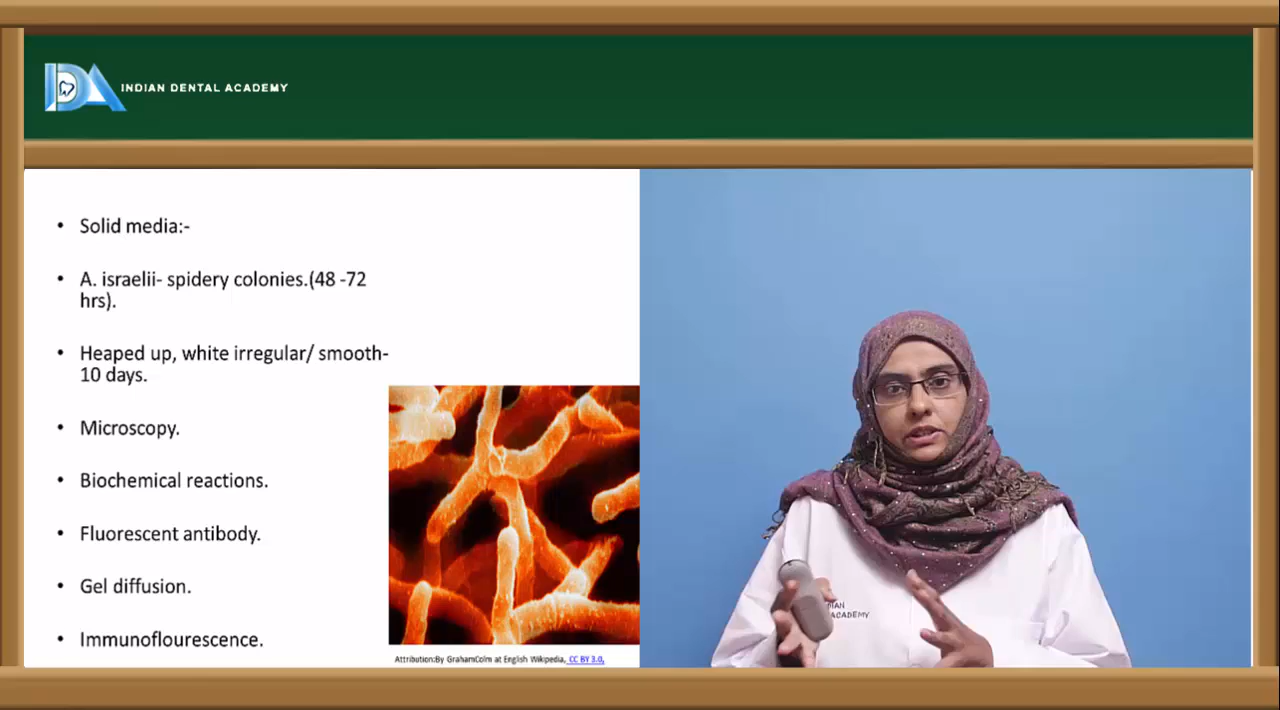 INDIAN DENTAL ACADEMY
• Solid media:-
• A. israelii- spidery colonies.(48 -72
hrs).
• Heaped up, white irregular/ smooth-
10 days.
• Microscopy.
• Biochemical reactions.
• Fluorescent antibody.
• Gel diffusion.
• Immunoflourescence.
Attribution:By GrahamColm at English Wikipedia, CC BY 3.0,
ACADEMY